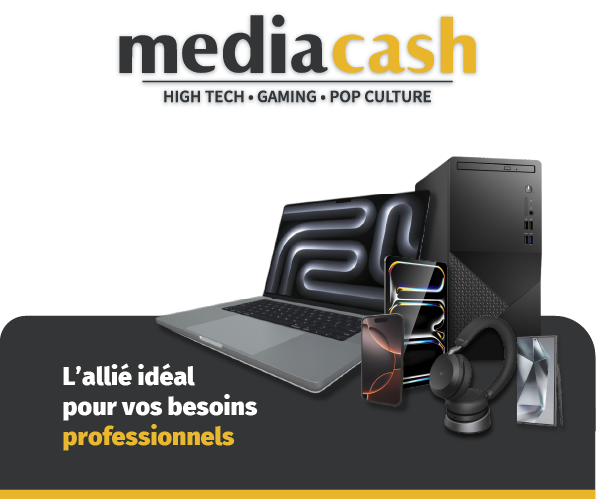 mediacash
HIGH TECH • GAMING • POP CULTURE
L’allié idéal
pour vos besoins
professionnels